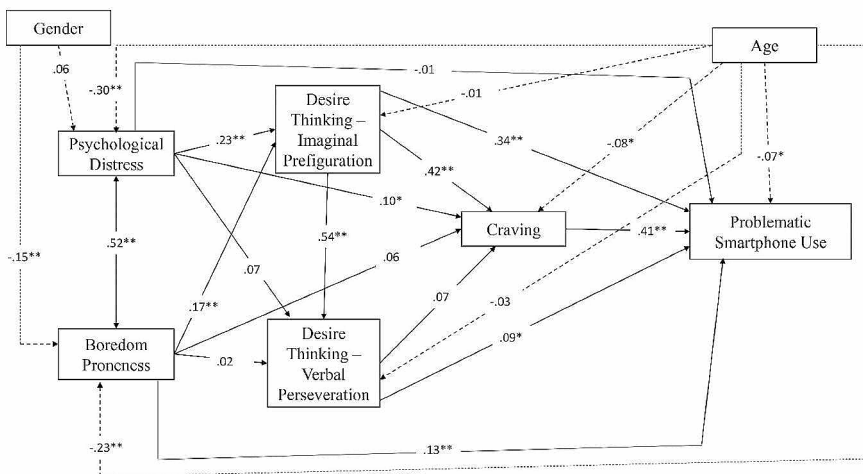 Gender
Age
.06
-.30**
-.01
Desire
Thinking –
Imaginal
Prefiguration
-.01
Psychological
Distress
.23**
.34**
-.08*
-.07*
.42**
.10*
Craving
.41**
Problematic
Smartphone Use
.52**
.54**
-.15**
.07
.06
.17**
.07
-.03
Boredom
Proneness
.02
Desire
Thinking –
Verbal
Perseveration
.09*
-.23**
.13**